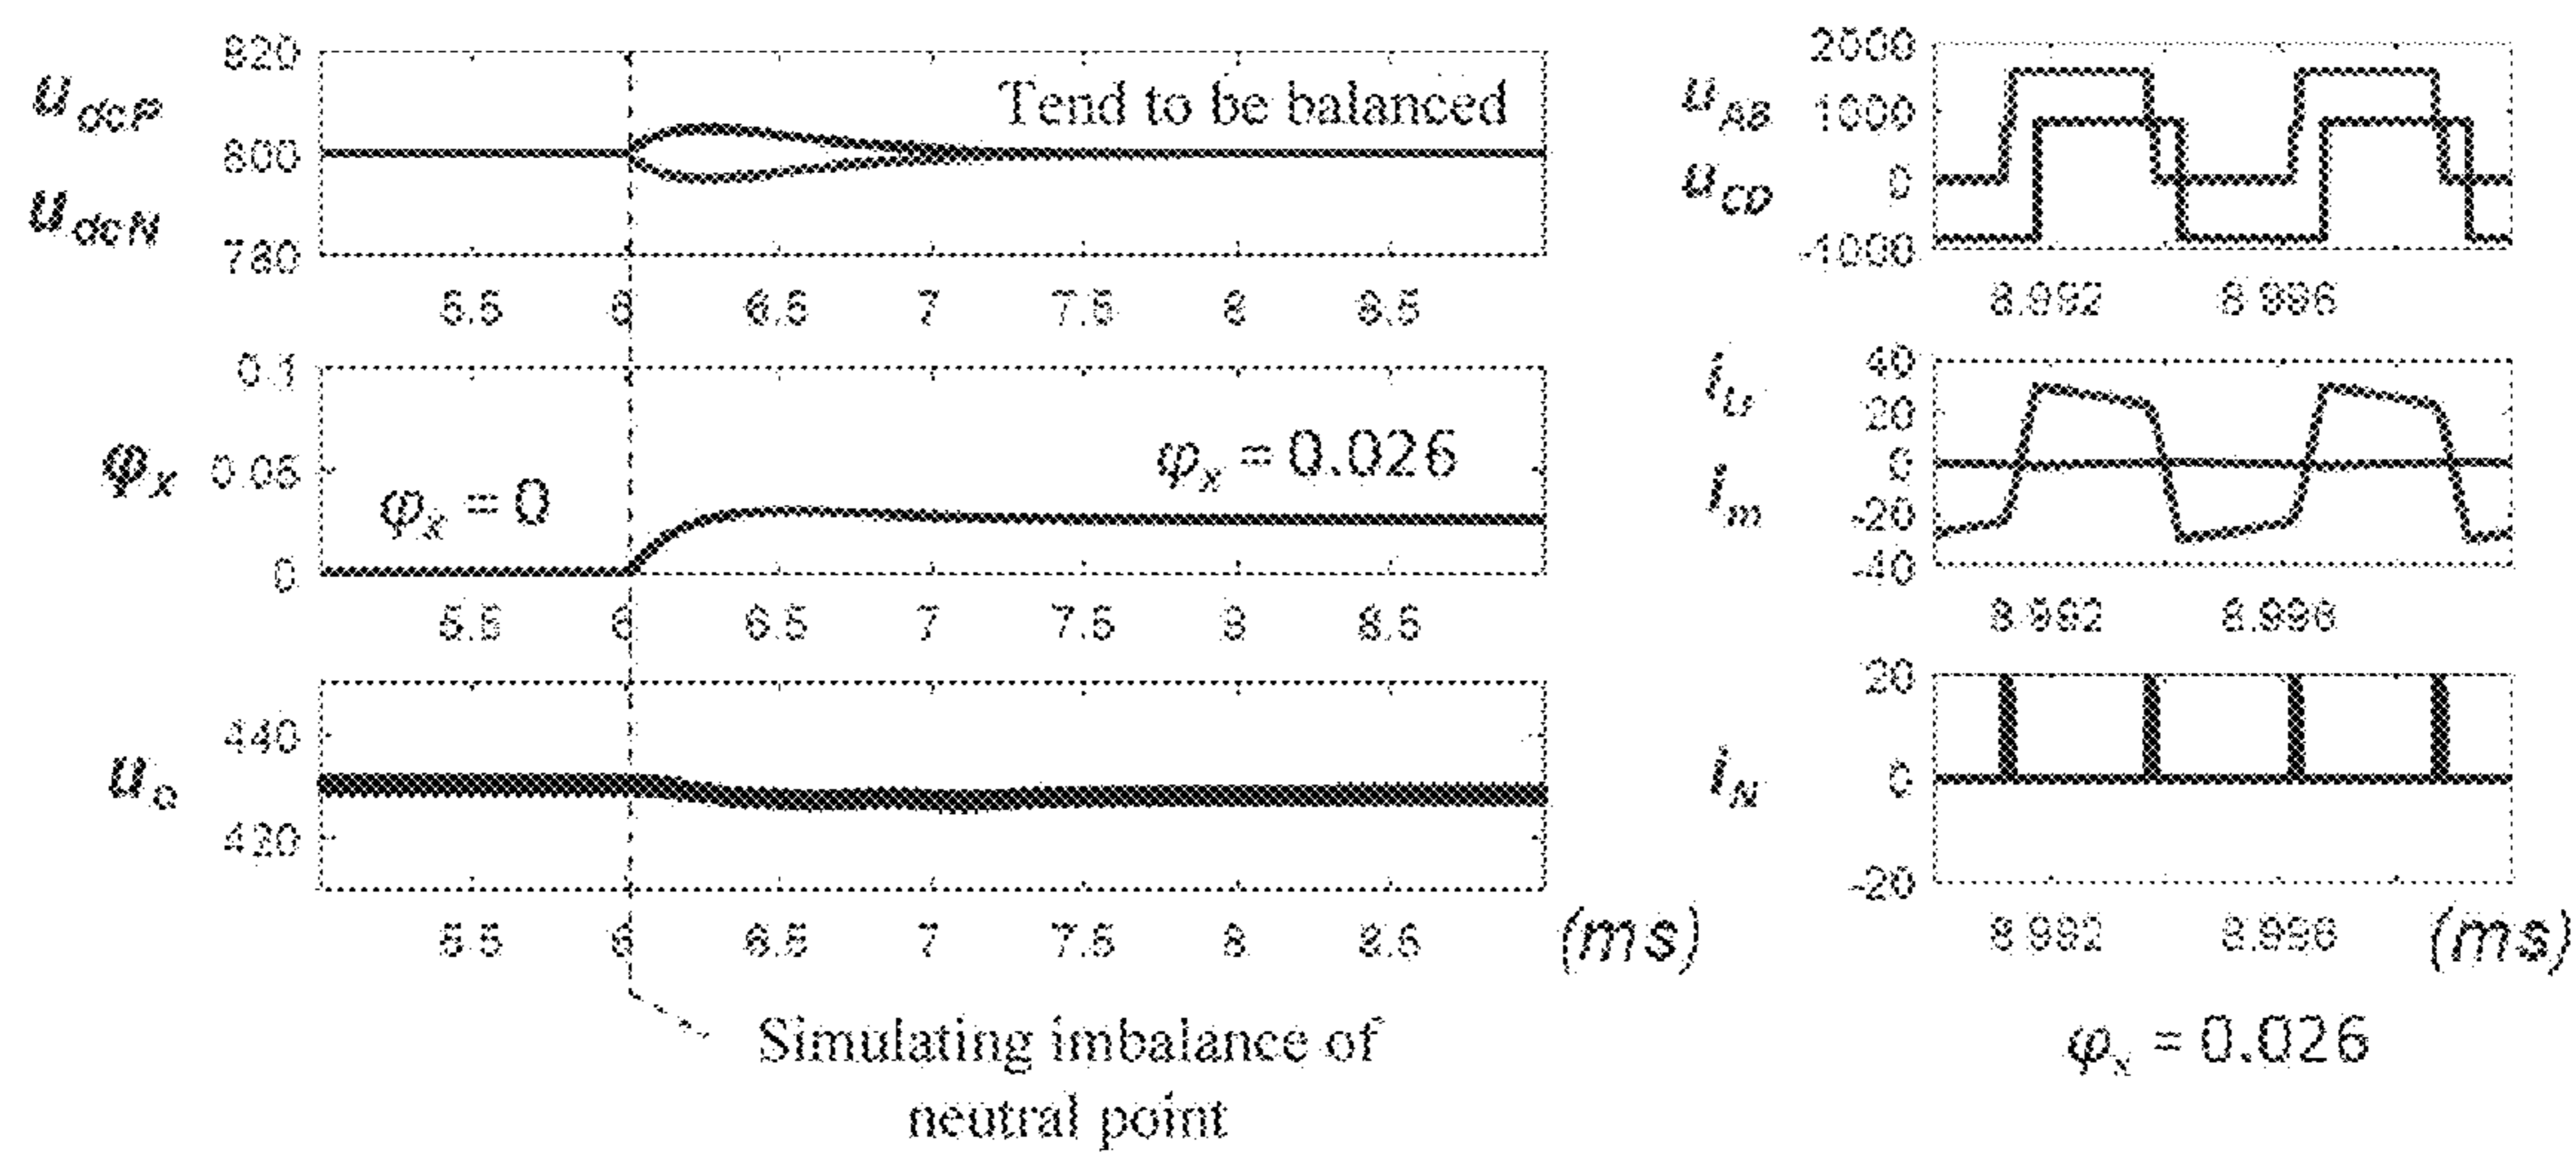 820
u_dcP
Tend to be balanced
800
u_dcN
780
5.5 6 6.5 7 7.5 8 8.5
0.1
φ_x 0.05
φ_x = 0
φ_x = 0.026
0
5.5 6 6.5 7 7.5 8 8.5
440
u_o
420
5.5 6 6.5 7 7.5 8 8.5 (ms)
Simulating imbalance of
neutral point
2000
u_AB 1000
u_CD 0
-1000
8.992 8.996
40
i_Lr
20
0
i_m -20
-40
8.992 8.996
20
i_N 0
-20
8.992 8.996 (ms)
φ_x = 0.026